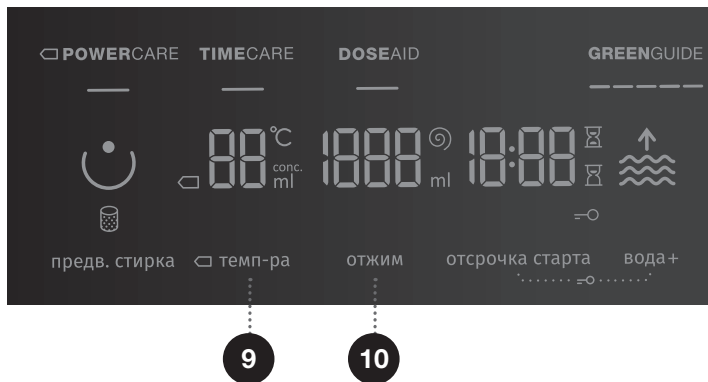 POWERCARE TIMECARE DOSEAID GREENGUIDE
88 °C 1888 18:88
conc.
ml ml
предв. стирка темп-ра отжим отсрочка старта вода+
9 10